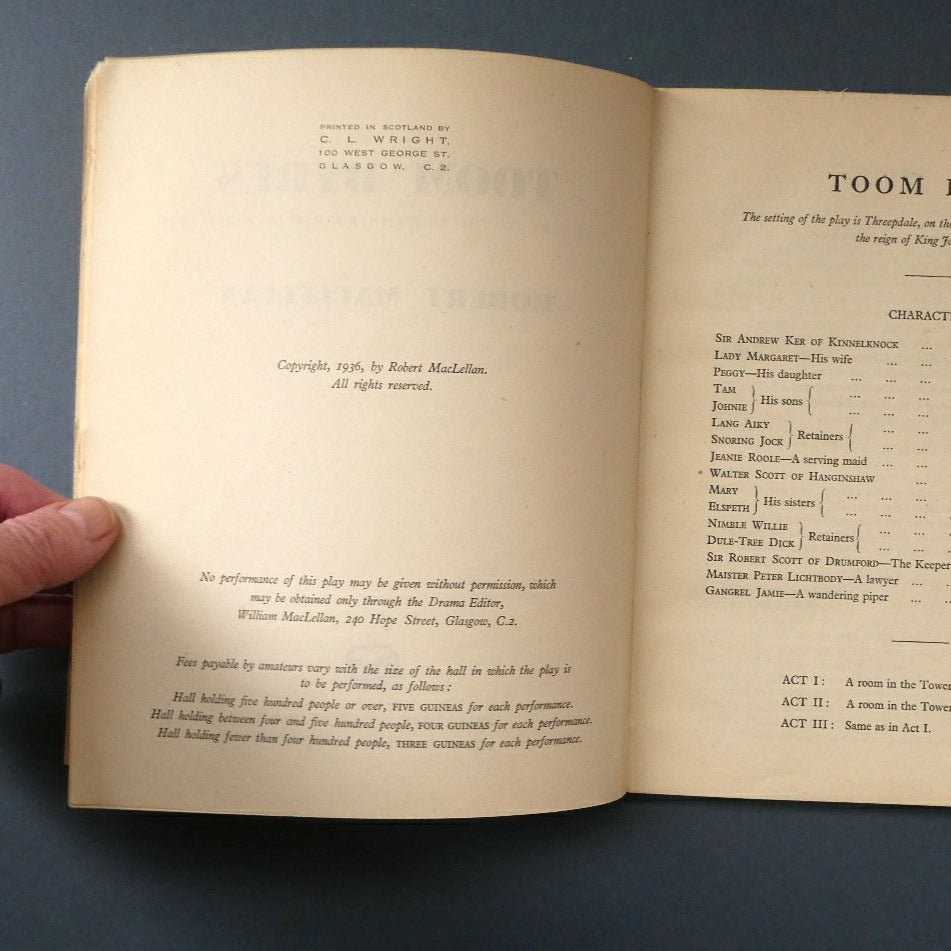 PRINTED IN SCOTLAND BY
C. L. WRIGHT,
100 WEST GEORGE ST.
GLASGOW. C.2.
Copyright, 1936, by Robert MacLellan.
All rights reserved.
No performance of this play may be given without permission, which
may be obtained only through the Drama Editor,
William MacLellan, 240 Hope Street, Glasgow, C.2.
Fees payable by amateurs vary with the size of the hall in which the play is
to be performed, as follows:
Hall holding five hundred people or over, FIVE GUINEAS for each performance.
Hall holding between four and five hundred people, FOUR GUINEAS for each performance.
Hall holding fewer than four hundred people, THREE GUINEAS for each performance.
TOOM
The setting of the play is Threepdale, on the
the reign of King
CHARACT
SIR ANDREW KER OF KINNELKNOCK ...
LADY MARGARET—His wife ... ...
PEGGY—His daughter ... ... ...
TAM
JOHNIE } His sons { ... ... ...
LANG AIKY
SNORING JOCK } Retainers { ... ...
JEANIE ROOLE—A serving maid ... ...
WALTER SCOTT OF HANGINSHAW ...
MARY
ELSPETH } His sisters { ... ... ...
NIMBLE WILLIE
DULE-TREE DICK } Retainers { ... ...
SIR ROBERT SCOTT OF DRUMFORD—The Keeper
MAISTER PETER LICHTBODY—A lawyer ...
GANGREL JAMIE—A wandering piper ...
ACT I: A room in the Tower
ACT II: A room in the Tower
ACT III: Same as in Act I.